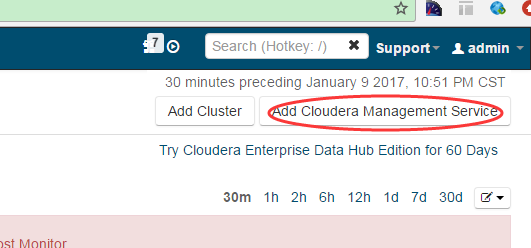 7
Search (Hotkey: /)
Support
admin
30 minutes preceding January 9 2017, 10:51 PM CST
Add Cluster
Add Cloudera Management Service
Try Cloudera Enterprise Data Hub Edition for 60 Days
30m 1h 2h 6h 12h 1d 7d 30d
ost Monitor